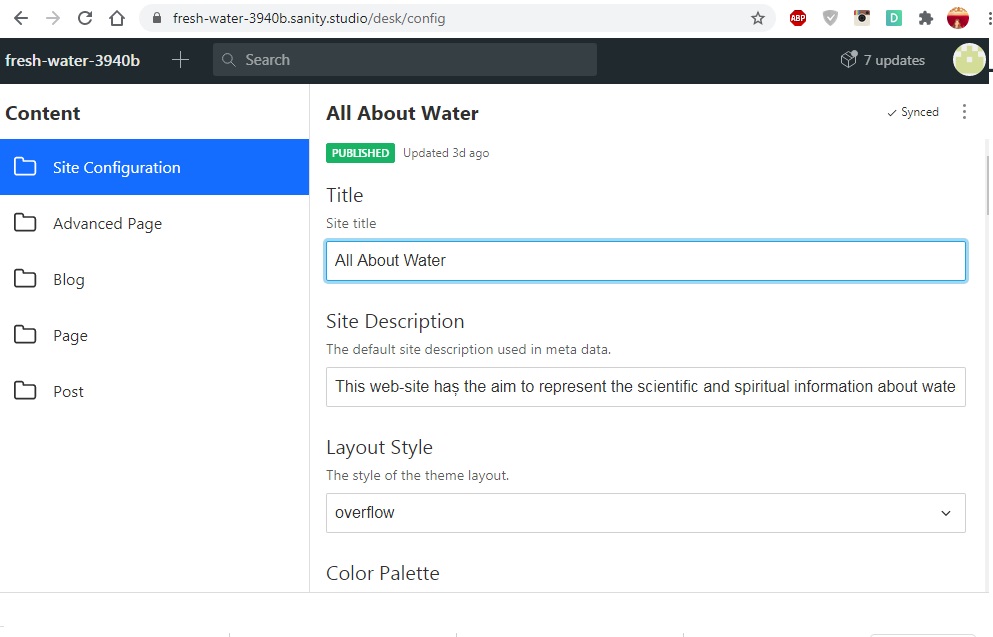 fresh-water-3940b.sanity.studio/desk/config
ABP
D
fresh-water-3940b
Search
7 updates
Content
Site Configuration
Advanced Page
Blog
Page
Post
All About Water
Synced
PUBLISHED
Updated 3d ago
Title
Site title
All About Water
Site Description
The default site description used in meta data.
This web-site has the aim to represent the scientific and spiritual information about wate
Layout Style
The style of the theme layout.
overflow
Color Palette